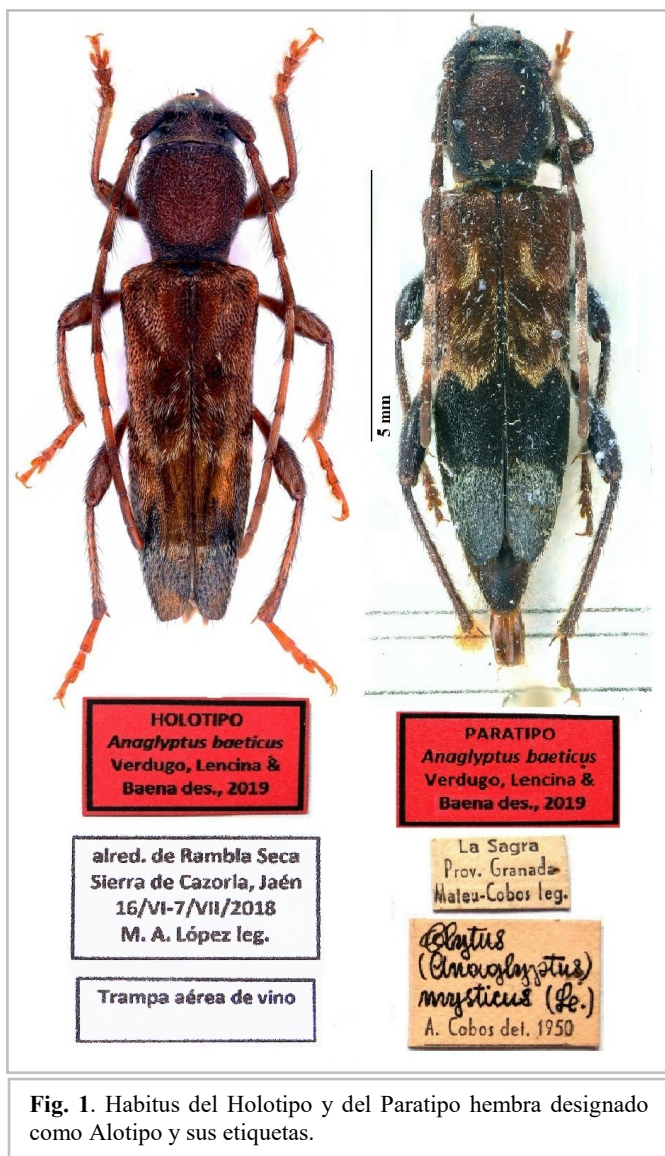 5 mm
HOLOTIPO
Anaglyptus baeticus
Verdugo, Lencina &
Baena des., 2019
alred. de Rambla Seca
Sierra de Cazorla, Jaén
16/VI-7/VII/2018
M. A. López leg.
Trampa aérea de vino
PARATIPO
Anaglyptus baeticus
Verdugo, Lencina &
Baena des., 2019
La Sagra
Prov. Granada
Mateu-Cobos leg.
Clytus
(Anaglyptus)
mysticus (L.)
A. Cobos det. 1950
Fig. 1. Habitus del Holotipo y del Paratipo hembra designado
como Alotipo y sus etiquetas.